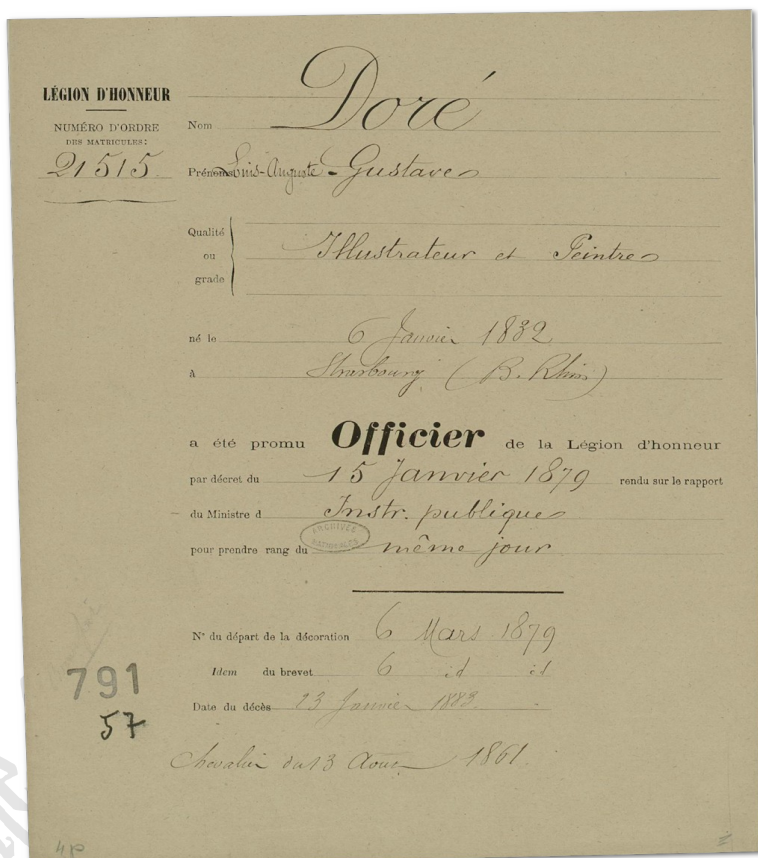 LÉGION D'HONNEUR
NUMÉRO D'ORDRE
DES MATRICULES:
21515
Nom Doré
Prénoms Louis-Auguste-Gustave
Qualité
ou
grade
Illustrateur et Peintre
né le 6 Janvier 1832
A Strasbourg (B. Rhin)
a été promu Officier de la Légion d'honneur
par décret du 15 Janvier 1879 rendu sur le rapport
du Ministre d Instr. publique
pour prendre rang du même jour
ARCHIVES
NATIONALES
N° du départ de la décoration 6 Mars 1879
Idem du brevet 6 id id
Date du décès 23 Janvier 1883
Chevalier du 13 Aout 1861
791
57